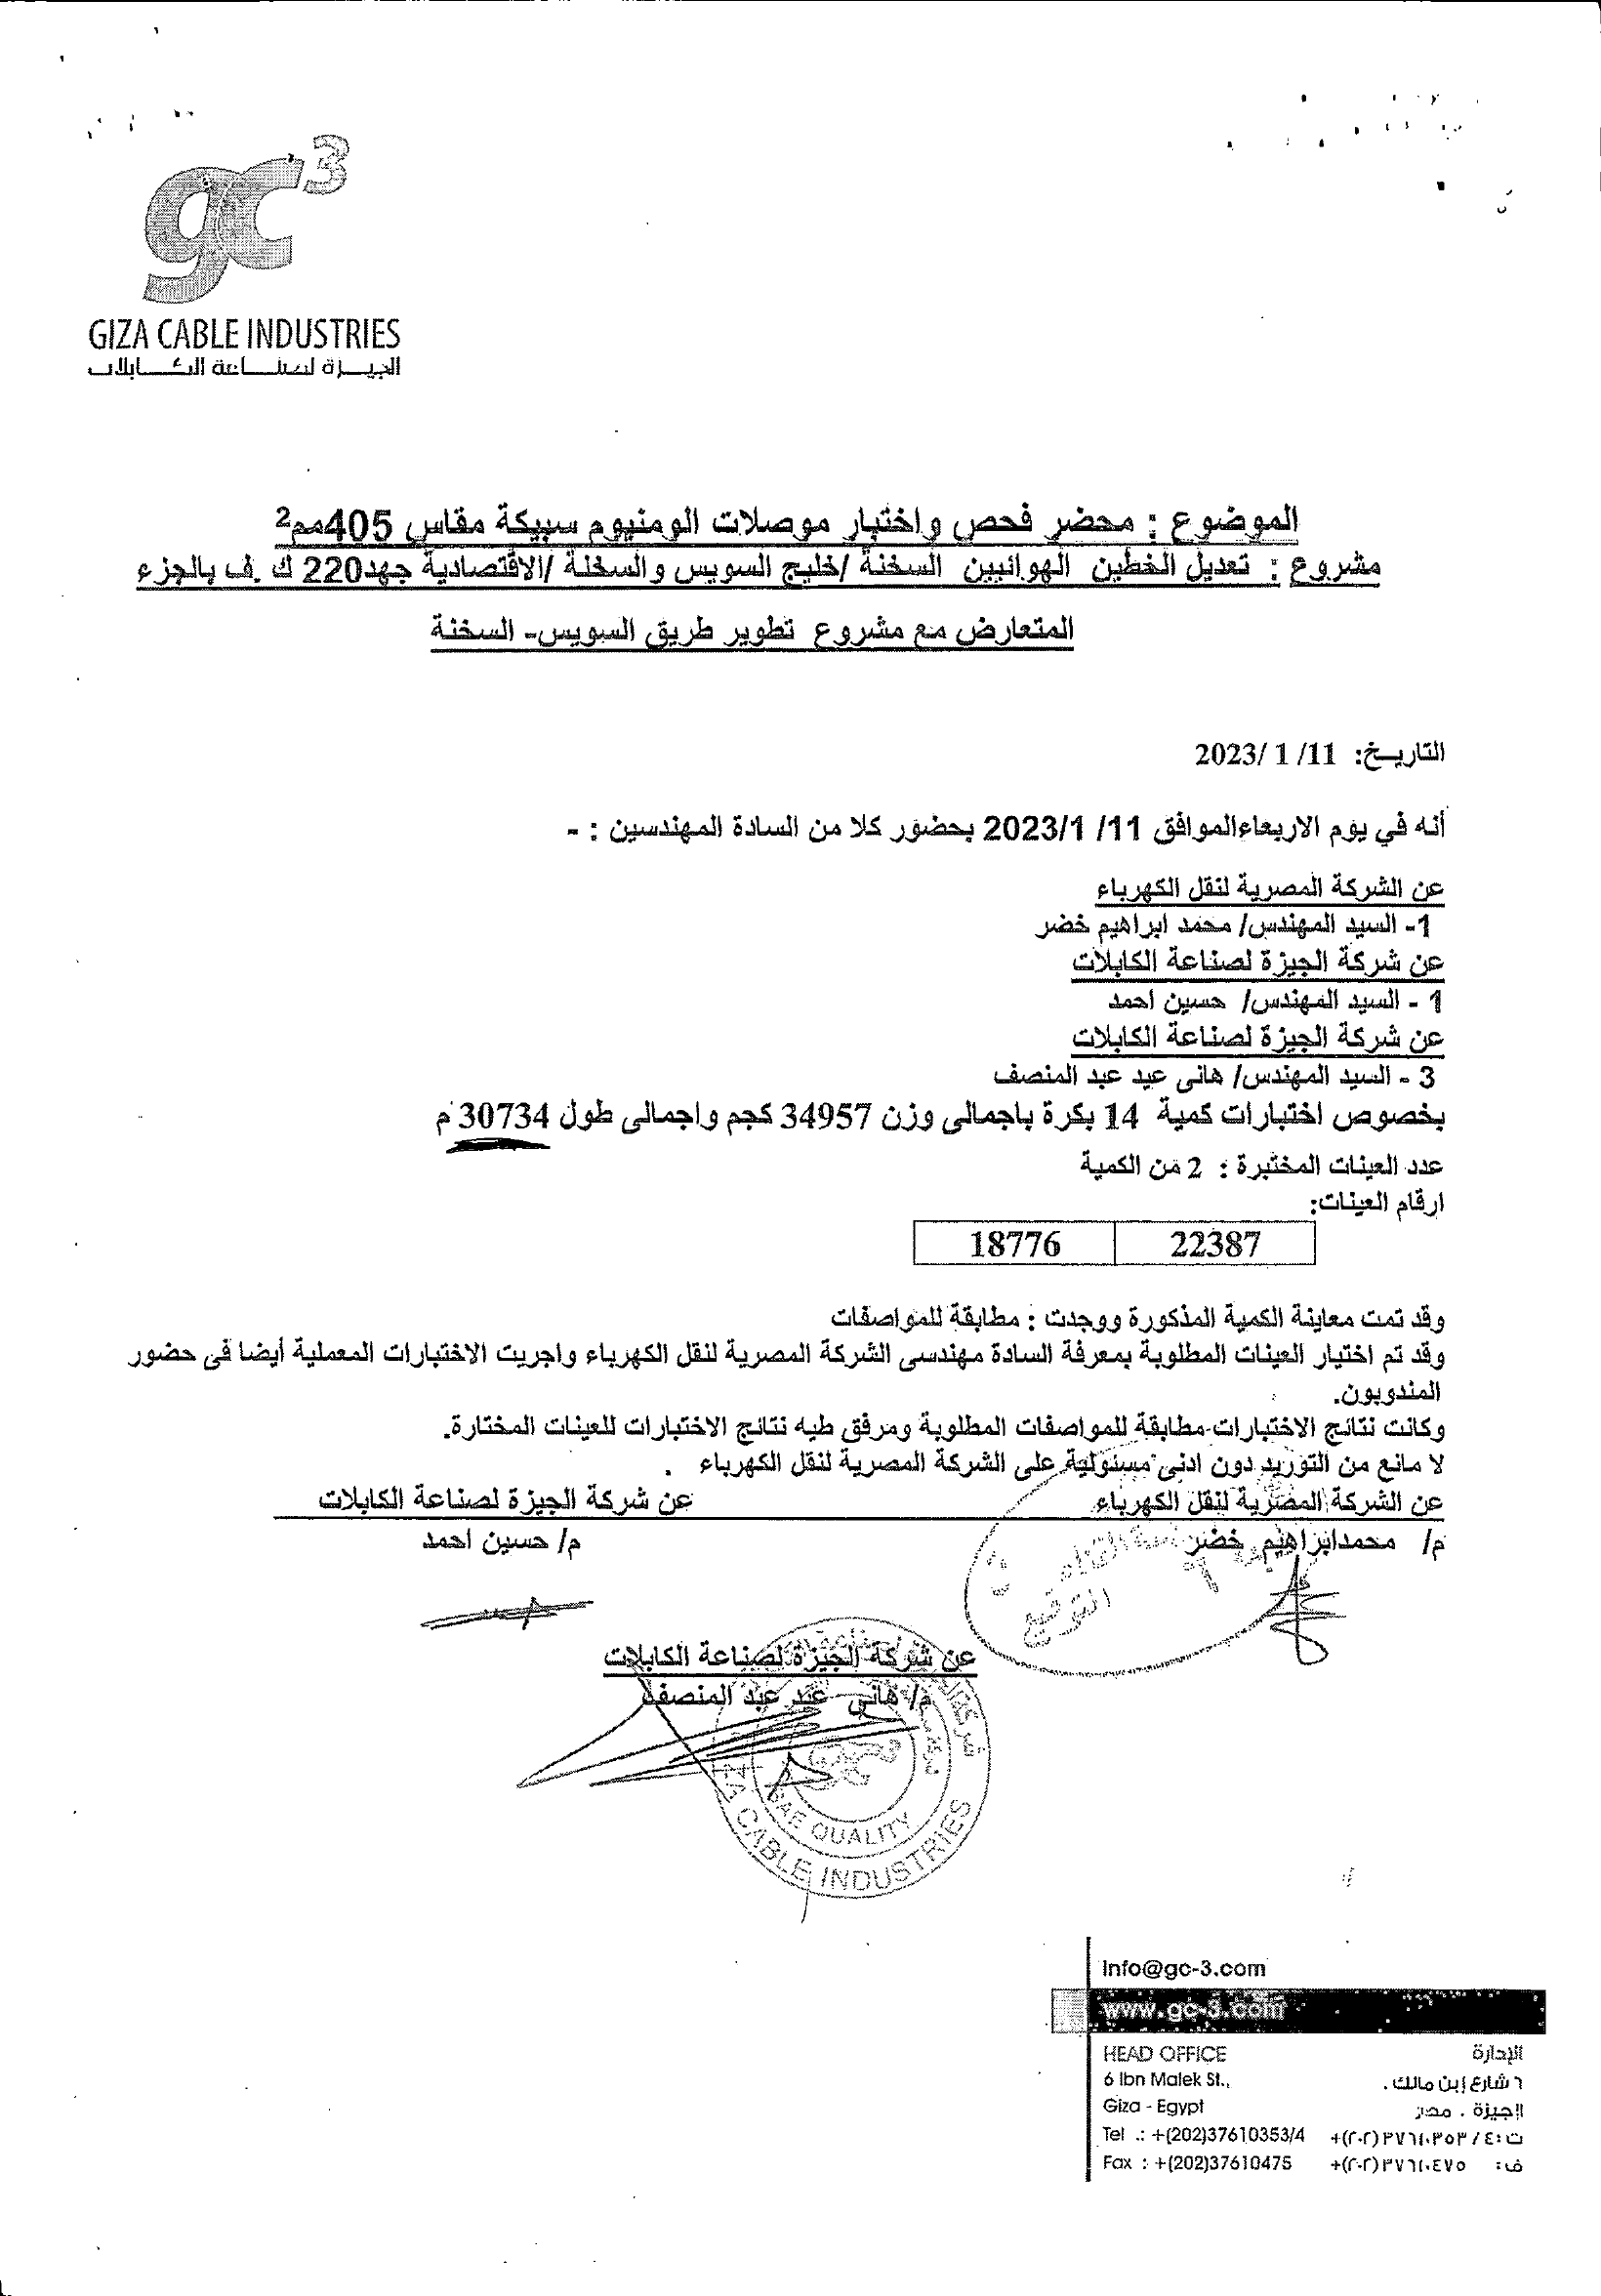 gc3
GIZA CABLE INDUSTRIES
الجيزة لصناعة الكابلات
الموضوع : محضر فحص واختبار موصلات الومنيوم سبيكة مقاس 405مم2
مشروع : تعديل الخطين الهوائيين السخنة /خليج السويس والسخنة /الاقتصادية جهد220 ك .ف بالجزء
المتعارض مع مشروع تطوير طريق السويس- السخنة
التاريخ: 11/ 1 /2023
أنه في يوم الاربعاءالموافق 11/ 2023/1 بحضور كلا من السادة المهندسين : -
عن الشركة المصرية لنقل الكهرباء
1- السيد المهندس/ محمد ابراهيم خضر
عن شركة الجيزة لصناعة الكابلات
1 - السيد المهندس/ حسين احمد
عن شركة الجيزة لصناعة الكابلات
3 - السيد المهندس/ هانى عيد عبد المنصف
بخصوص اختبارات كمية 14 بكرة باجمالى وزن 34957 كجم واجمالى طول 30734 م
عدد العينات المختبرة : 2 من الكمية
ارقام العينات:
22387 18776
وقد تمت معاينة الكمية المذكورة ووجدت : مطابقة للمواصفات
وقد تم اختيار العينات المطلوبة بمعرفة السادة مهندسى الشركة المصرية لنقل الكهرباء واجريت الاختبارات المعملية أيضا فى حضور
المندوبون.
وكانت نتائج الاختبارات مطابقة للمواصفات المطلوبة ومرفق طيه نتائج الاختبارات للعينات المختارة.
لا مانع من التوريد دون ادنى مسئولية على الشركة المصرية لنقل الكهرباء .
عن الشركة المصرية لنقل الكهرباء عن شركة الجيزة لصناعة الكابلات
م/ محمدابراهيم خضر م/ حسين احمد
التوقيع
عن شركة الجيزة لصناعة الكابلات
م/ هانى عيد عبد المنصف
QUALITY
CABLE INDUSTRIES
info@gc-3.com
www.gc-3.com
HEAD OFFICE الإدارة
6 Ibn Malek St., ٦ شارع إبن مالك .
Giza - Egypt الجيزة . مصر
Tel .: +(202)37610353/4 ت: ٤/ ٣٧٦١٠٣٥٣(٢٠٢)+
Fax : +(202)37610475 ف: ٣٧٦١٠٤٧٥(٢٠٢)+